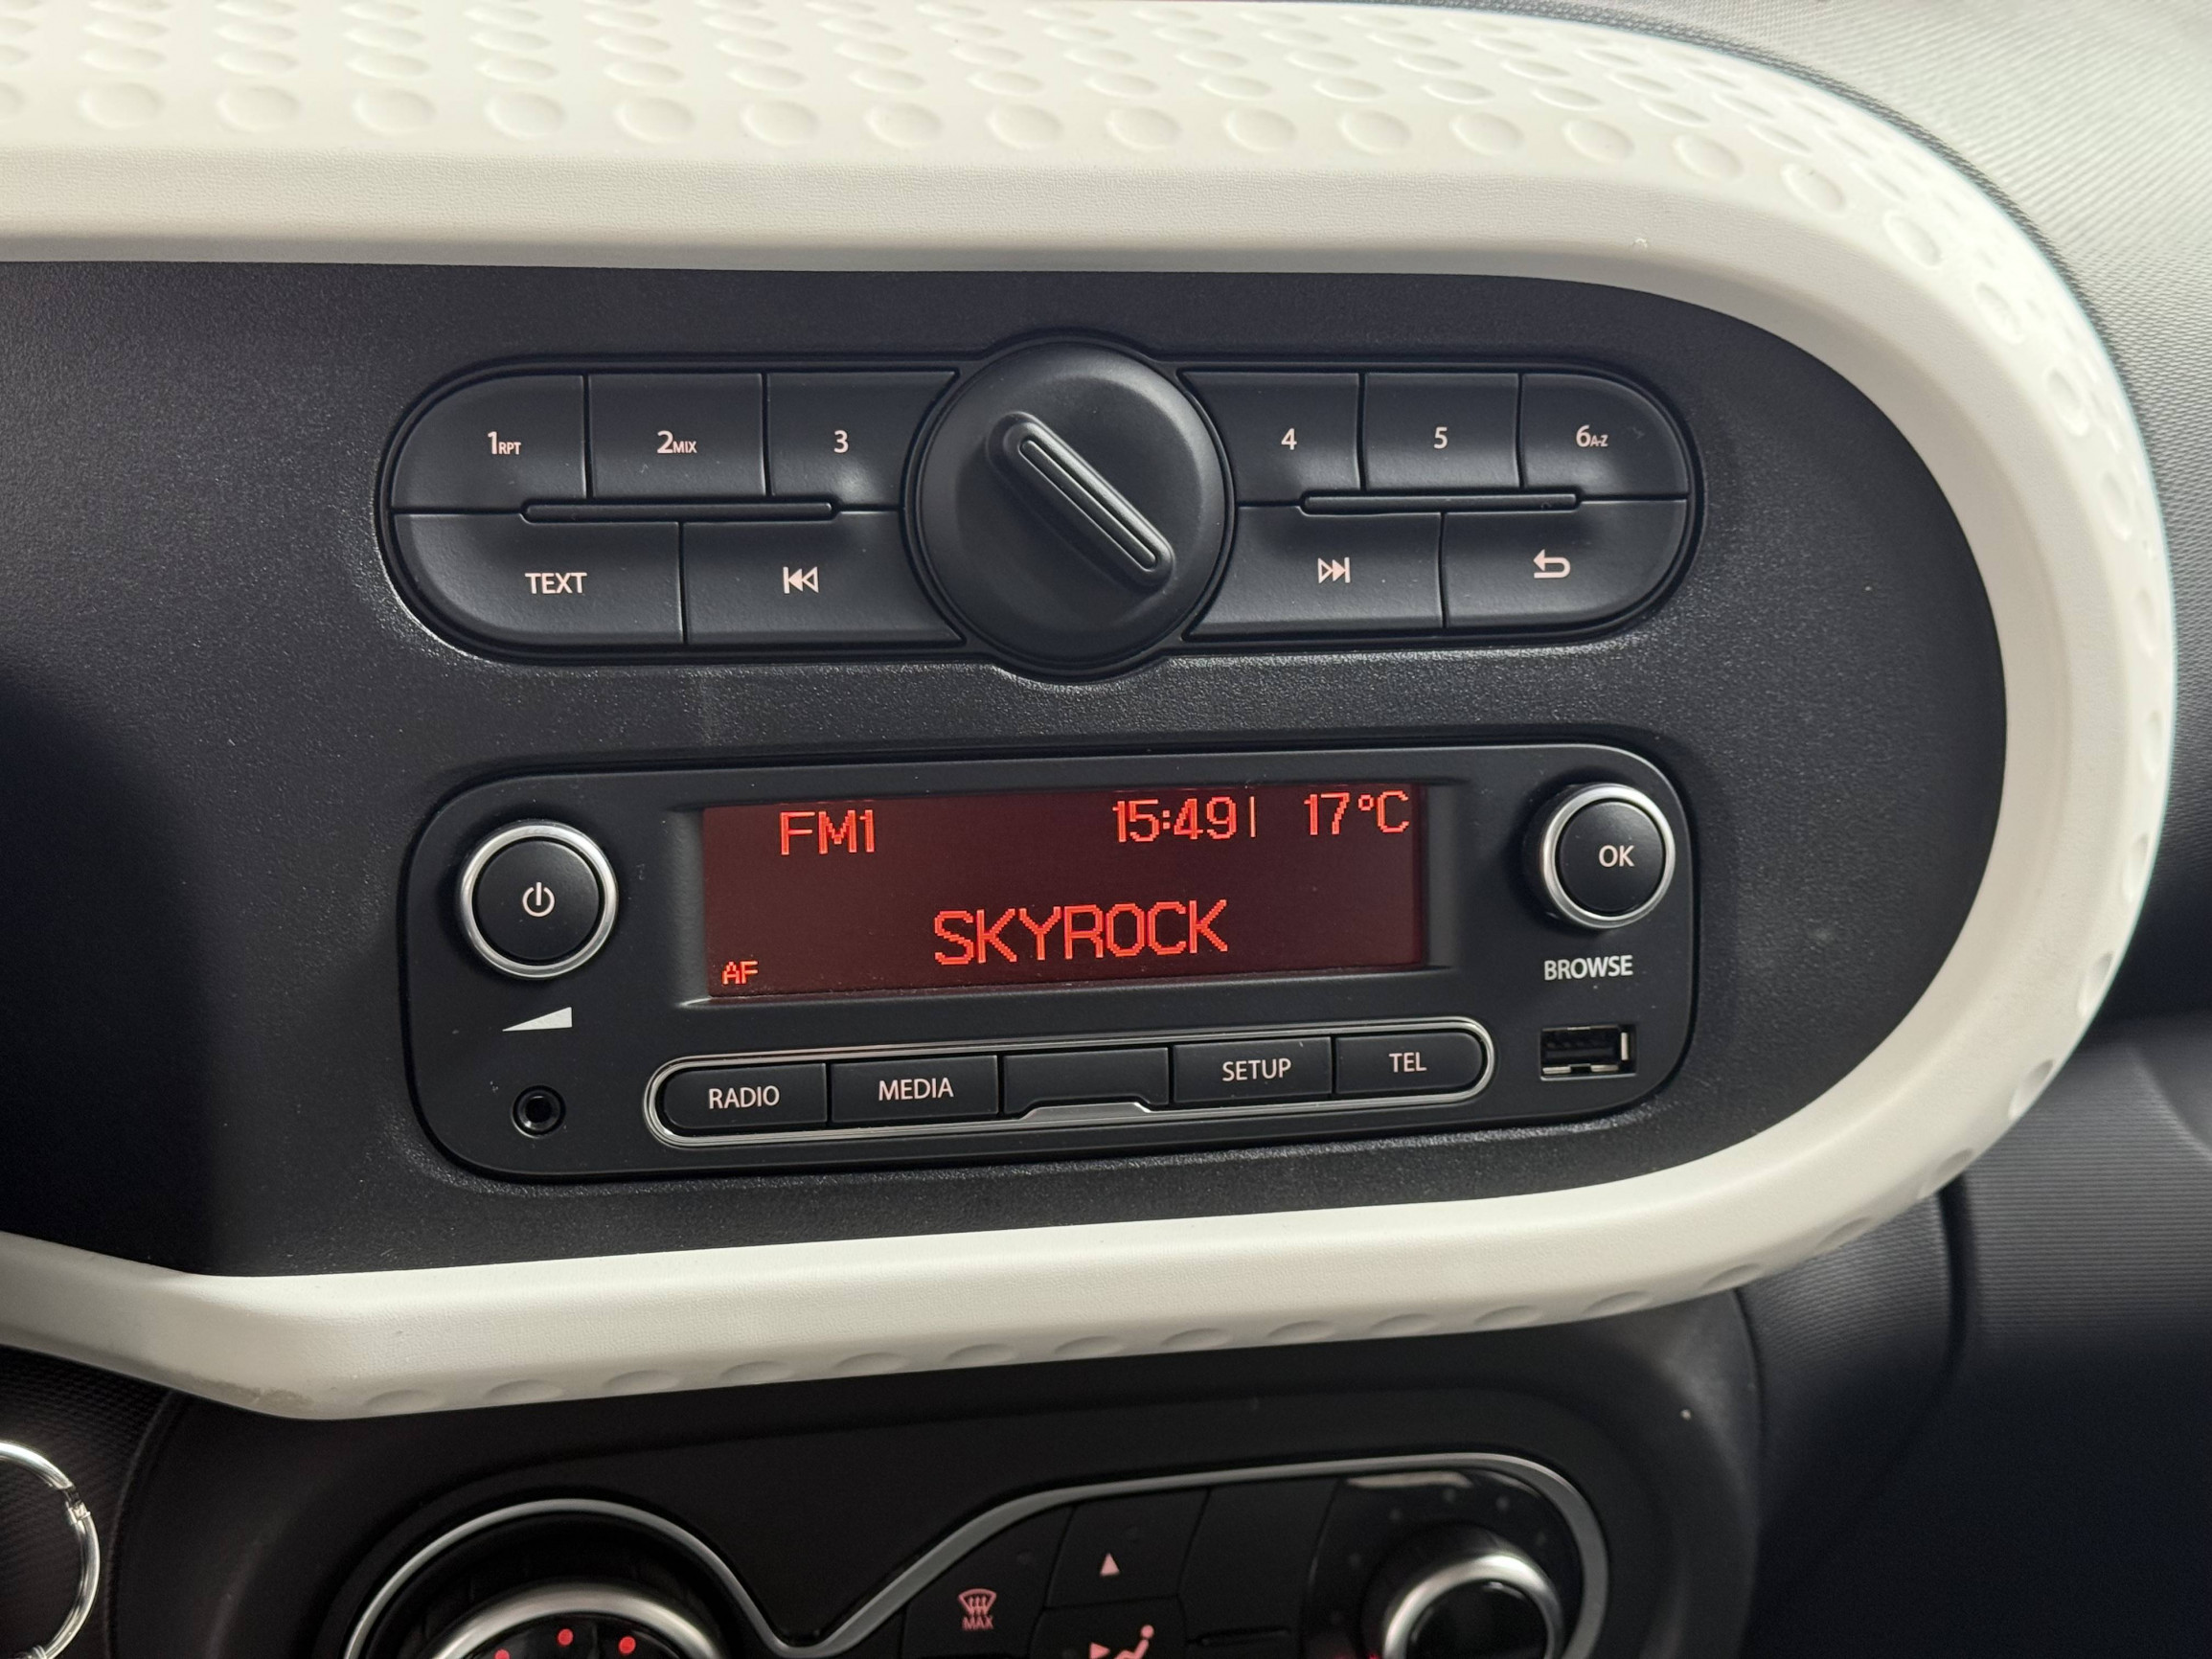 1RPT 2MIX 3 4 5 6A-Z
TEXT
FM1 15:49| 17°C
SKYROCK
AF
OK
BROWSE
RADIO MEDIA SETUP TEL
MAX